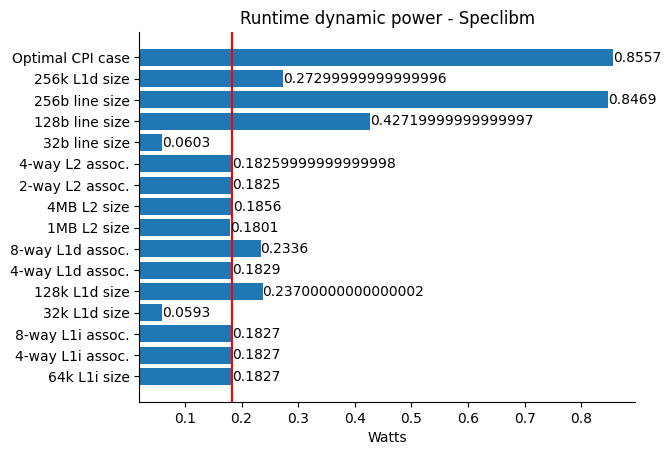 Runtime dynamic power - Speclibm
Optimal CPI case 0.8557
256k L1d size 0.27299999999999996
256b line size 0.8469
128b line size 0.42719999999999997
32b line size 0.0603
4-way L2 assoc. 0.18259999999999998
2-way L2 assoc. 0.1825
4MB L2 size 0.1856
1MB L2 size 0.1801
8-way L1d assoc. 0.2336
4-way L1d assoc. 0.1829
128k L1d size 0.23700000000000002
32k L1d size 0.0593
8-way L1i assoc. 0.1827
4-way L1i assoc. 0.1827
64k L1i size 0.1827
0.1 0.2 0.3 0.4 0.5 0.6 0.7 0.8
Watts